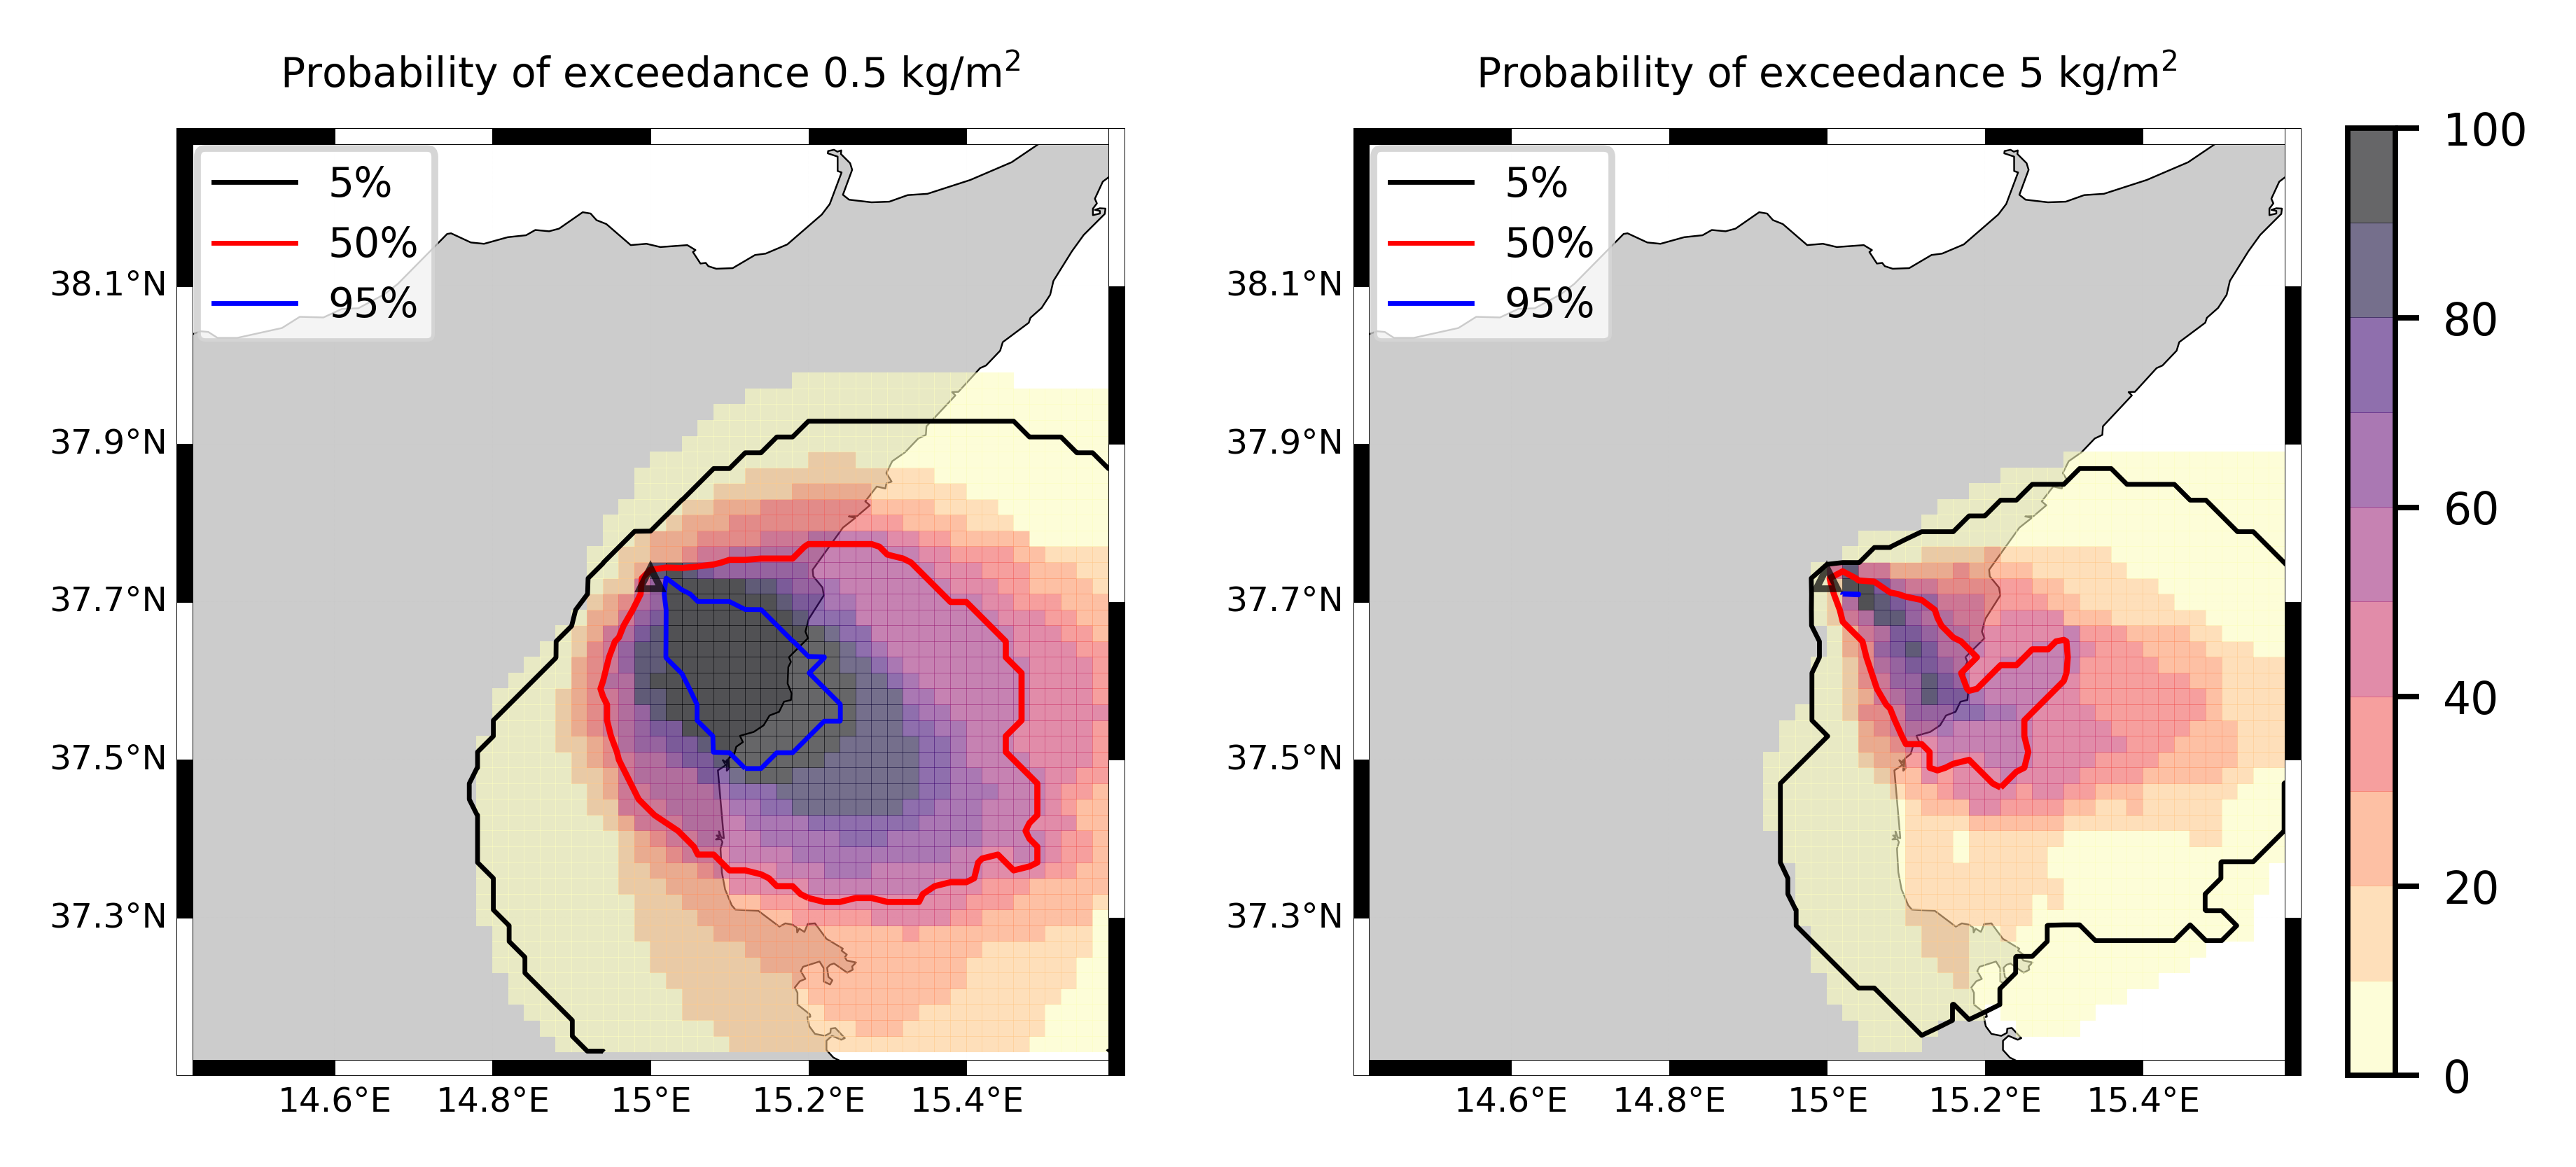 Probability of exceedance 0.5 kg/m²
5%
50%
95%
38.1°N
37.9°N
37.7°N
37.5°N
37.3°N
14.6°E
14.8°E
15°E
15.2°E
15.4°E
Probability of exceedance 5 kg/m²
5%
50%
95%
38.1°N
37.9°N
37.7°N
37.5°N
37.3°N
14.6°E
14.8°E
15°E
15.2°E
15.4°E
100
80
60
40
20
0